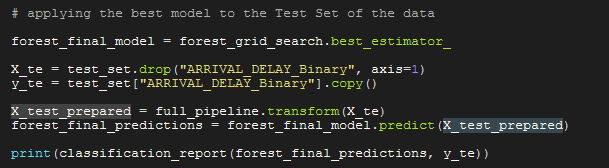 # applying the best model to the Test Set of the data
forest_final_model = forest_grid_search.best_estimator_
X_te = test_set.drop("ARRIVAL_DELAY_Binary", axis=1)
y_te = test_set["ARRIVAL_DELAY_Binary"].copy()
X_test_prepared = full_pipeline.transform(X_te)
forest_final_predictions = forest_final_model.predict(X_test_prepared)
print(classification_report(forest_final_predictions, y_te))